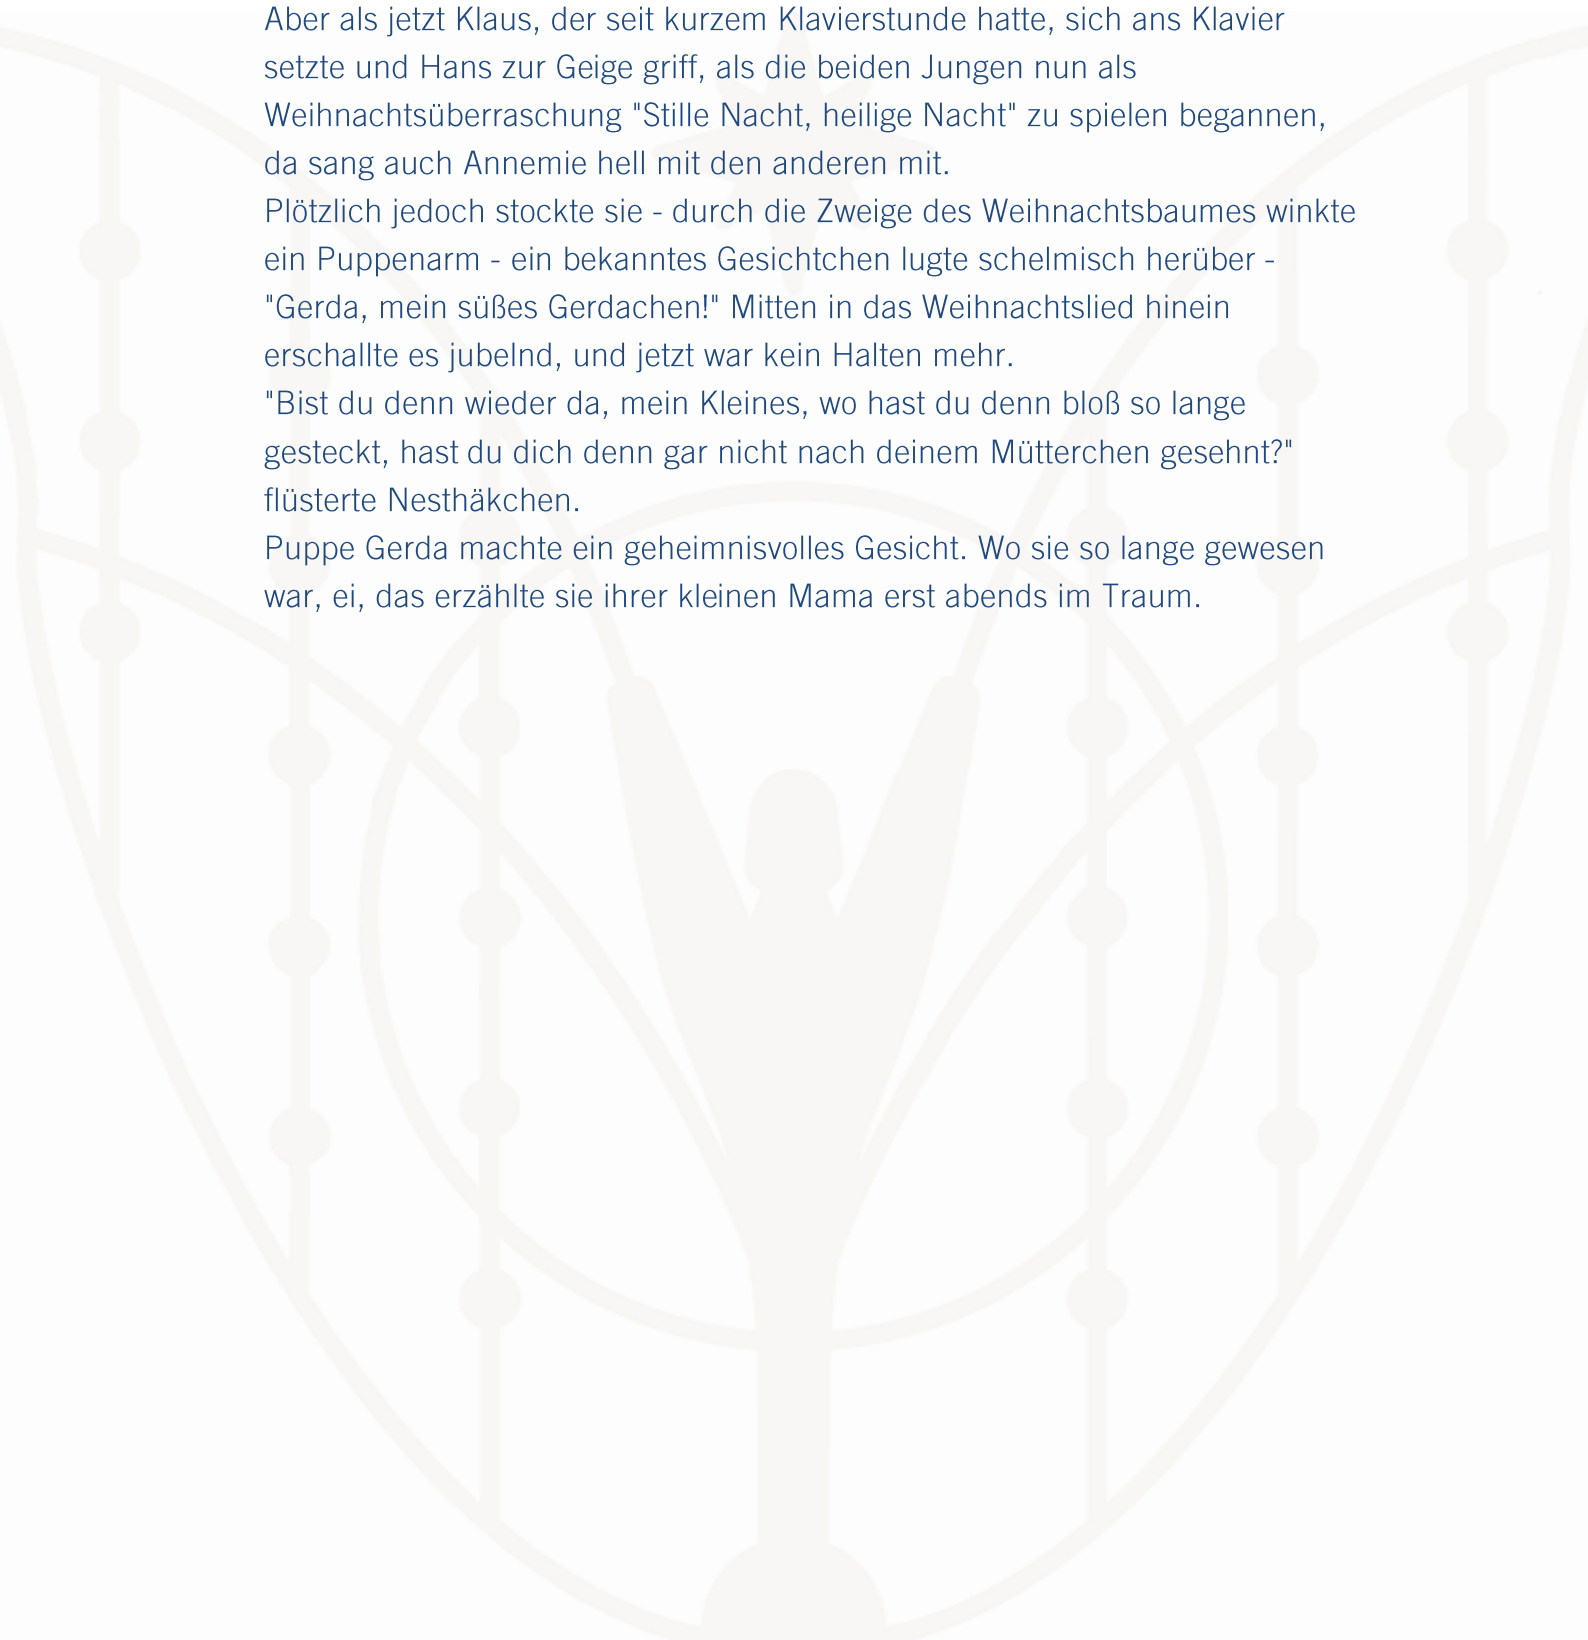 Aber als jetzt Klaus, der seit kurzem Klavierstunde hatte, sich ans Klavier
setzte und Hans zur Geige griff, als die beiden Jungen nun als
Weihnachtsüberraschung "Stille Nacht, heilige Nacht" zu spielen begannen,
da sang auch Annemie hell mit den anderen mit.
Plötzlich jedoch stockte sie - durch die Zweige des Weihnachtsbaumes winkte
ein Puppenarm - ein bekanntes Gesichtchen lugte schelmisch herüber -
"Gerda, mein süßes Gerdachen!" Mitten in das Weihnachtslied hinein
erschallte es jubelnd, und jetzt war kein Halten mehr.
"Bist du denn wieder da, mein Kleines, wo hast du denn bloß so lange
gesteckt, hast du dich denn gar nicht nach deinem Mütterchen gesehnt?"
flüsterte Nesthäkchen.
Puppe Gerda machte ein geheimnisvolles Gesicht. Wo sie so lange gewesen
war, ei, das erzählte sie ihrer kleinen Mama erst abends im Traum.